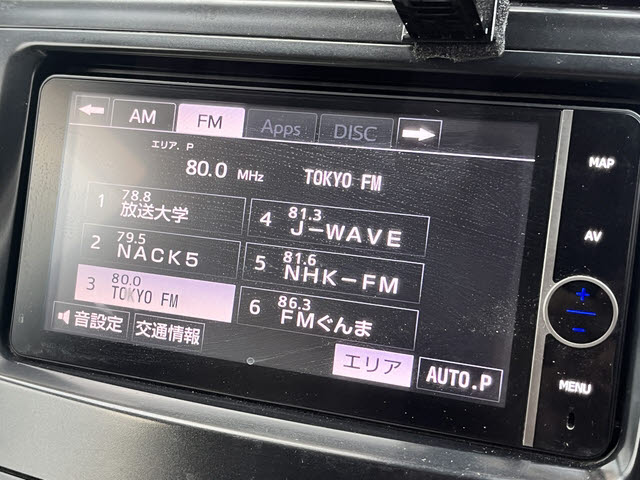 AM FM Apps DISC
エリア. P
80.0 MHz TOKYO FM
1 78.8 放送大学
2 79.5 NACK5
3 80.0 TOKYO FM
4 81.3 J-WAVE
5 81.6 NHK-FM
6 86.3 FMぐんま
音設定 交通情報
エリア AUTO.P
MAP
AV
+
-
MENU